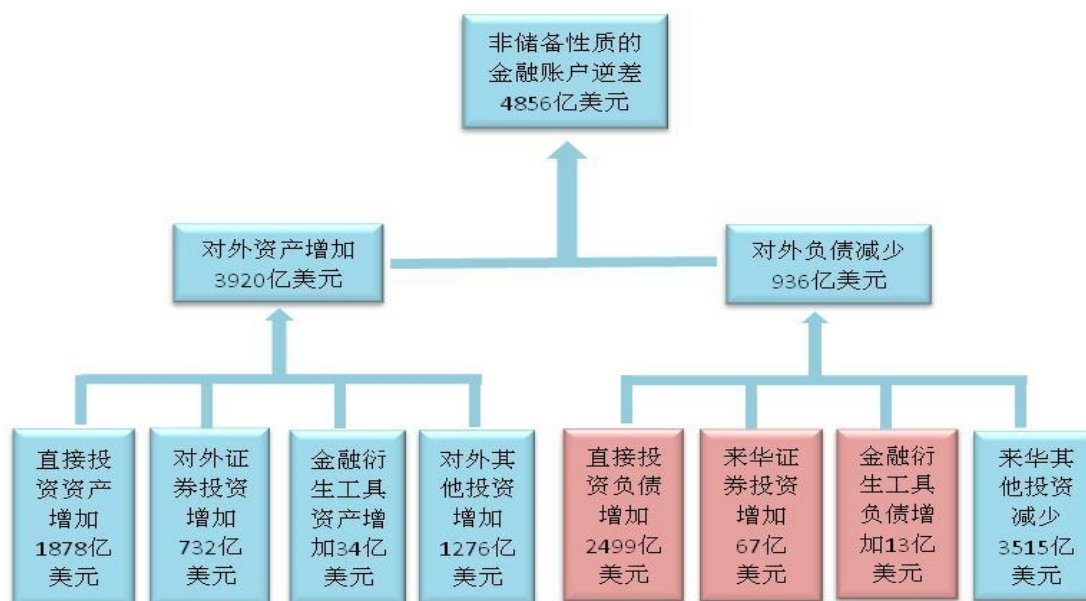 非储备性质的
金融账户逆差
4856亿美元
对外资产增加
3920亿美元
对外负债减少
936亿美元
直接投
资资产
增加
1878亿
美元
对外证
券投资
增加
732亿
美元
金融衍
生工具
资产增
加34亿
美元
对外其
他投资
增加
1276亿
美元
直接投
资负债
增加
2499亿
美元
来华证
券投资
增加
67亿
美元
金融衍
生工具
负债增
加13亿
美元
来华其
他投资
减少
3515亿
美元